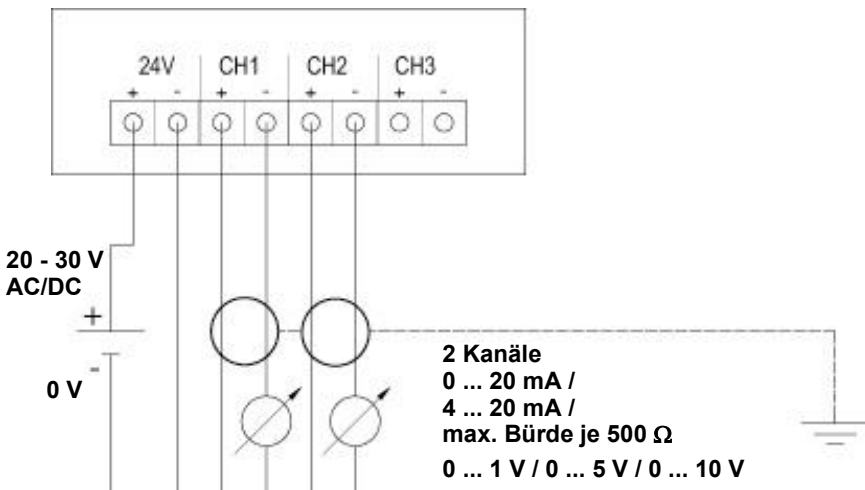 24V CH1 CH2 CH3
+ - + - + - + -
20 - 30 V
AC/DC
+
-
0 V
2 Kanäle
0 ... 20 mA /
4 ... 20 mA /
max. Bürde je 500 Ω
0 ... 1 V / 0 ... 5 V / 0 ... 10 V